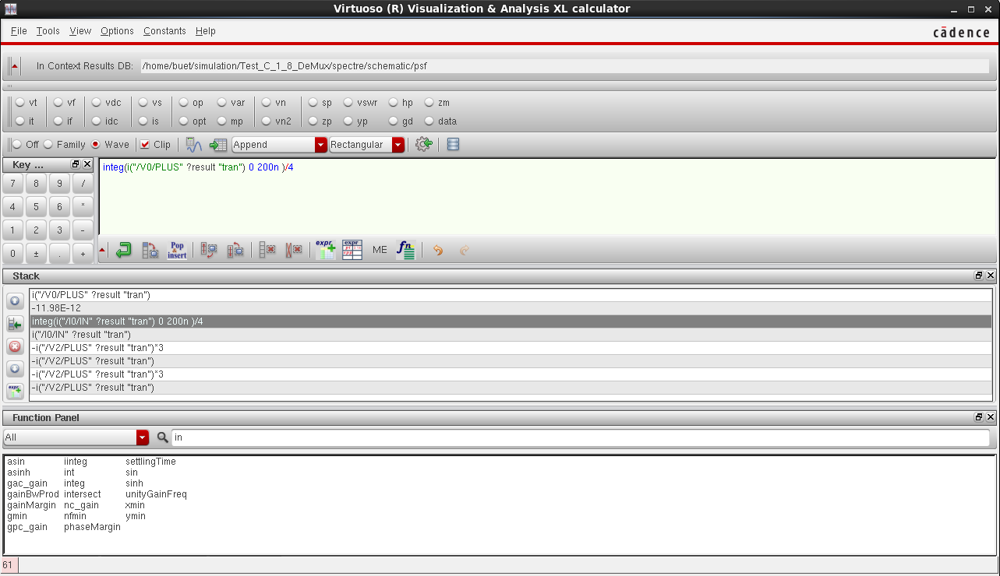 Virtuoso (R) Visualization & Analysis XL calculator
File Tools View Options Constants Help
cādence
In Context Results DB: /home/buet/simulation/Test_C_1_8_DeMux/spectre/schematic/psf
vt vf vdc vs op var vn sp vswr hp zm
it if idc is opt mp vn2 zp yp gd data
Off Family Wave Clip Append Rectangular
Key ...
7 8 9 /
4 5 6 *
1 2 3 -
0 ± . +
integ(i("/V0/PLUS" ?result "tran") 0 200n )/4
Pop & insert expr expr ME fn
Stack
i("/V0/PLUS" ?result "tran")
-11.98E-12
integ(i("/I0/IN" ?result "tran") 0 200n )/4
i("/I0/IN" ?result "tran")
-i("/V2/PLUS" ?result "tran")*3
-i("/V2/PLUS" ?result "tran")
-i("/V2/PLUS" ?result "tran")*3
-i("/V2/PLUS" ?result "tran")
expr
Function Panel
All in
asin iinteg settlingTime
asinh int sin
gac_gain integ sinh
gainBwProd intersect unityGainFreq
gainMargin nc_gain xmin
gmin nfmin ymin
gpc_gain phaseMargin
61